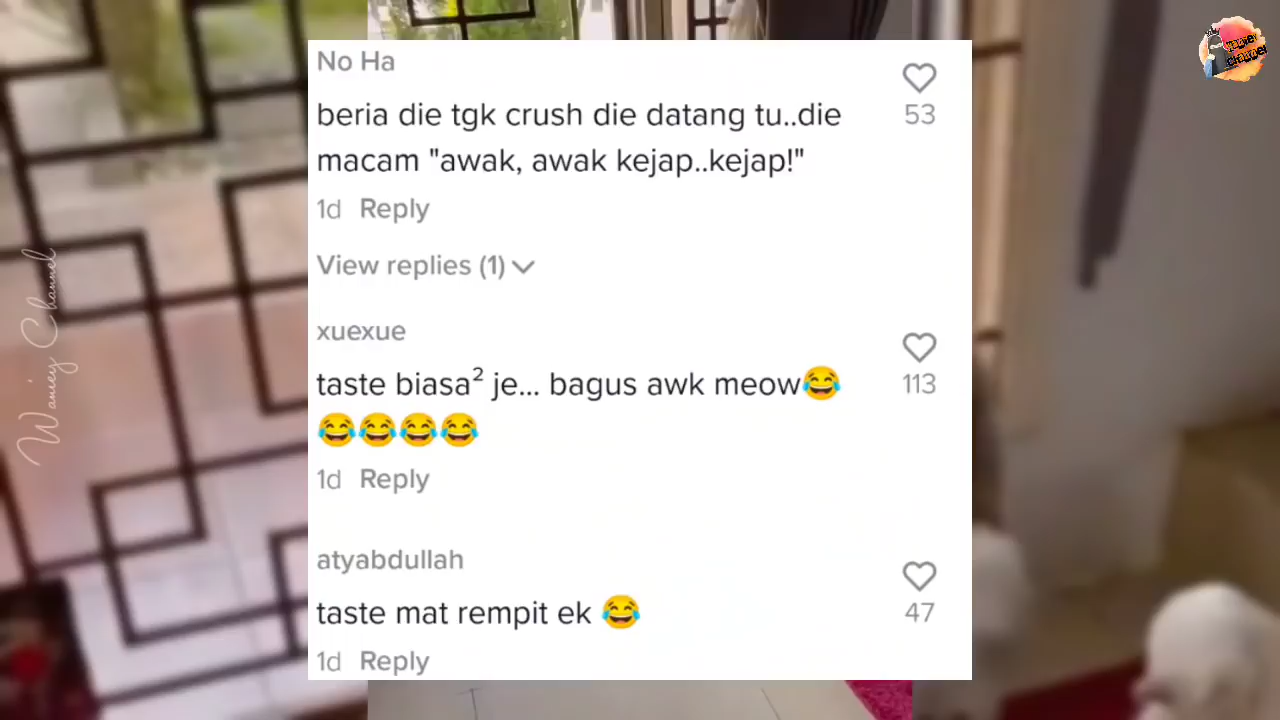 No Ha
beria die tgk crush die datang tu..die
macam "awak, awak kejap..kejap!"
53
1d Reply
View replies (1)
xuexue
taste biasa² je... bagus awk meow😂
😂😂😂😂
113
1d Reply
atyabdullah
taste mat rempit ek 😂
47
1d Reply
Waniey Channel